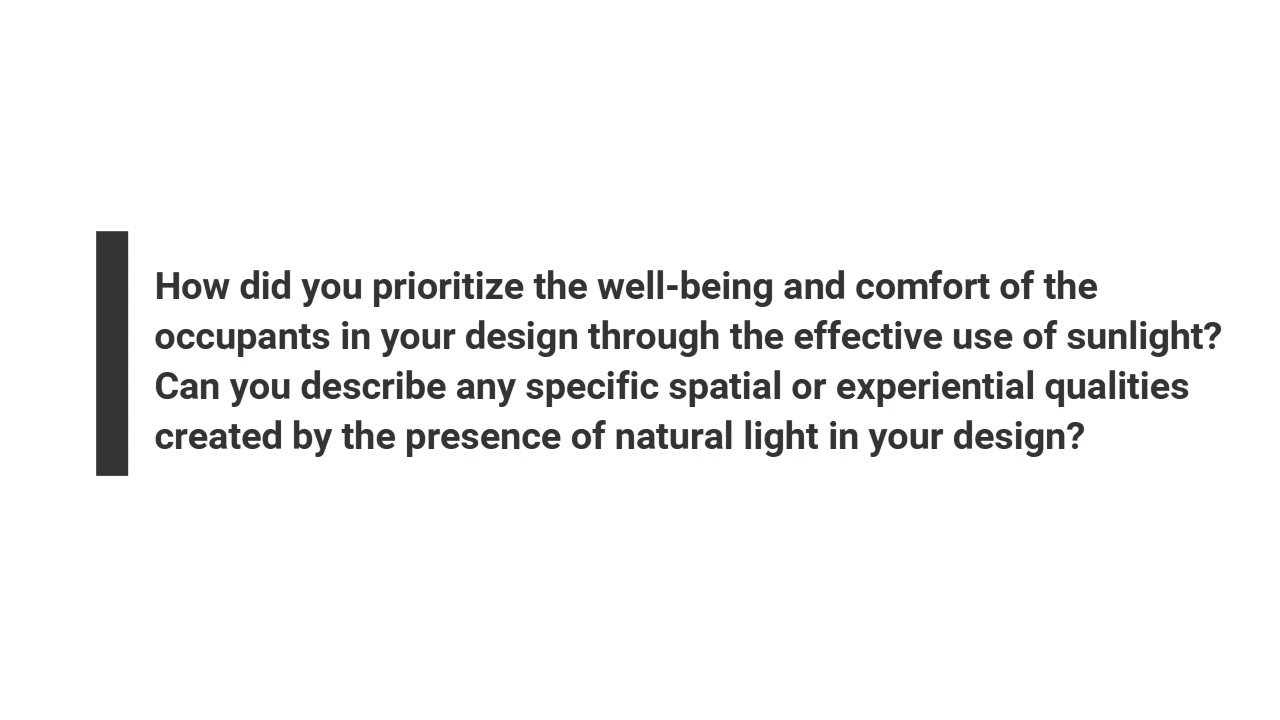 How did you prioritize the well-being and comfort of the
occupants in your design through the effective use of sunlight?
Can you describe any specific spatial or experiential qualities
created by the presence of natural light in your design?